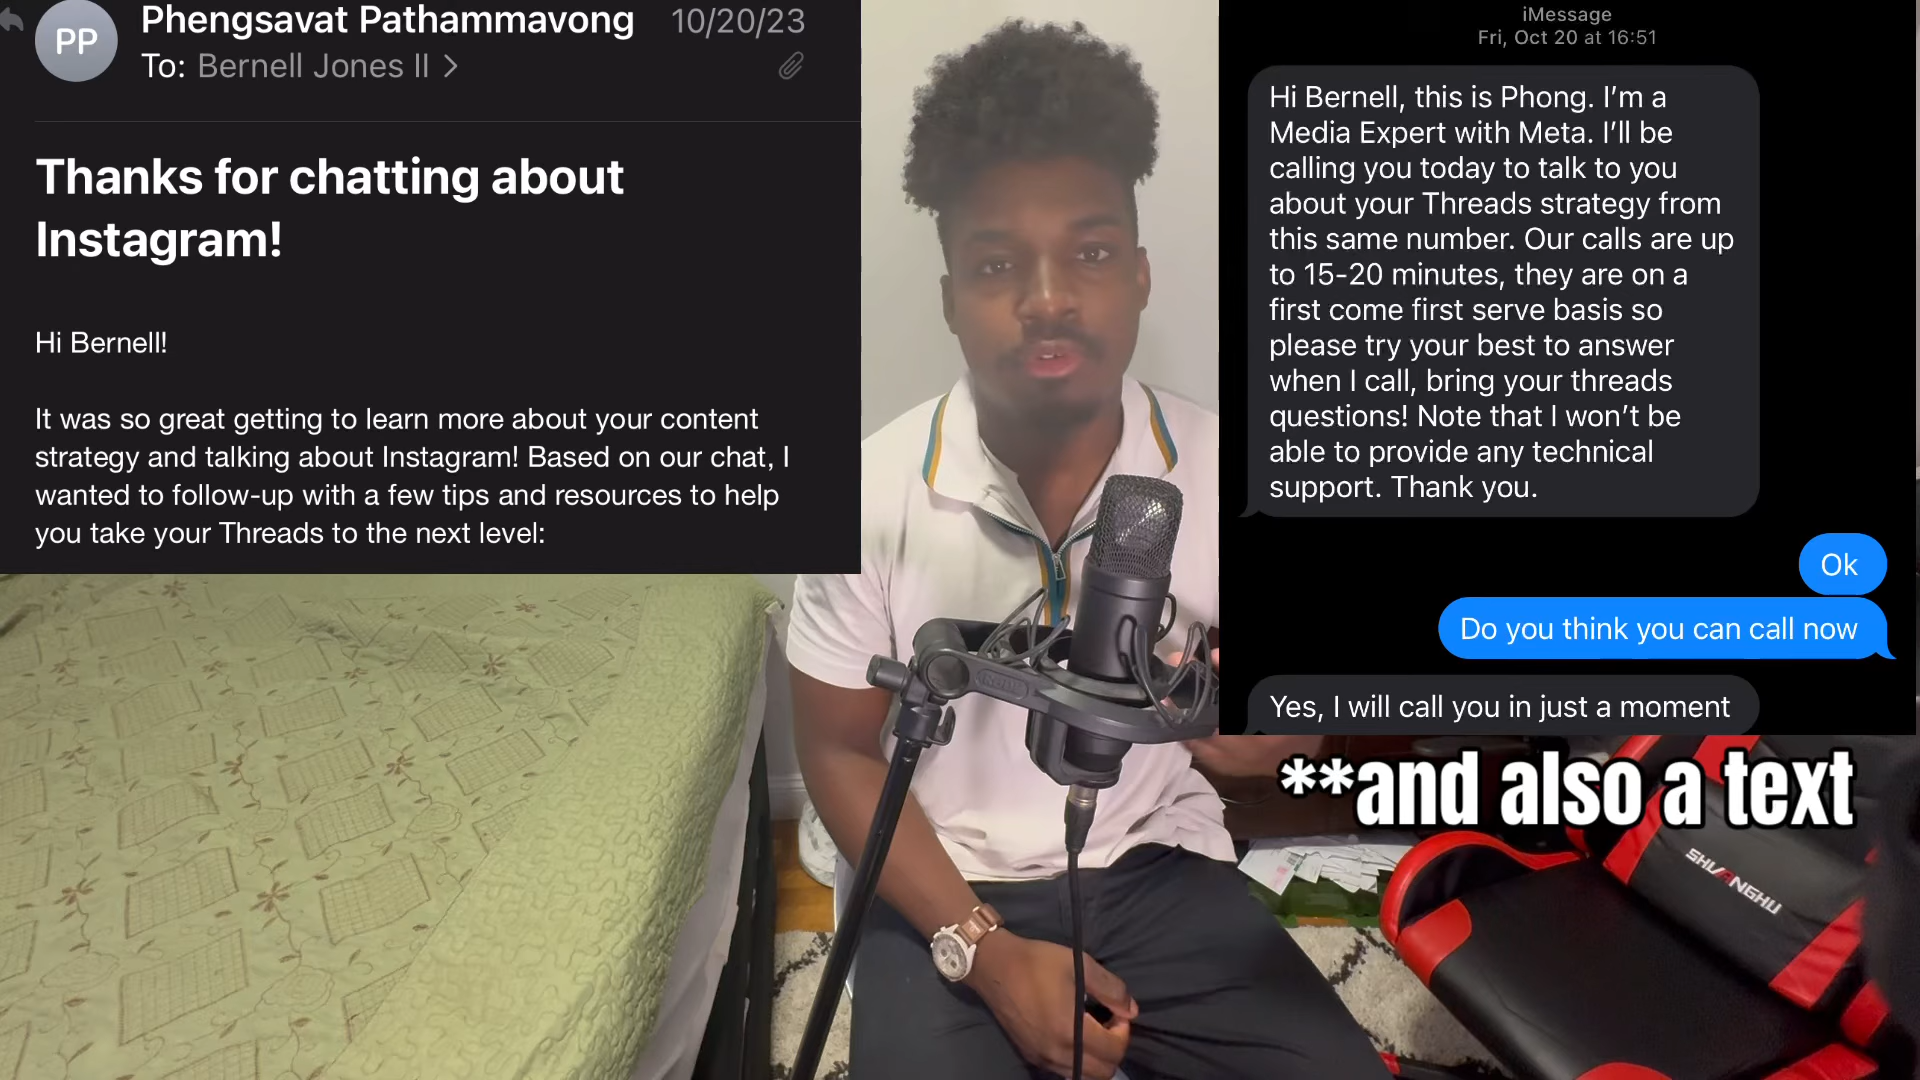 PP
Phengsavat Pathammavong 10/20/23
To: Bernell Jones II
Thanks for chatting about
Instagram!
Hi Bernell!
It was so great getting to learn more about your content
strategy and talking about Instagram! Based on our chat, I
wanted to follow-up with a few tips and resources to help
you take your Threads to the next level:
iMessage
Fri, Oct 20 at 16:51
Hi Bernell, this is Phong. I’m a
Media Expert with Meta. I’ll be
calling you today to talk to you
about your Threads strategy from
this same number. Our calls are up
to 15-20 minutes, they are on a
first come first serve basis so
please try your best to answer
when I call, bring your threads
questions! Note that I won’t be
able to provide any technical
support. Thank you.
Ok
Do you think you can call now
Yes, I will call you in just a moment
**and also a text
SHUANGHU